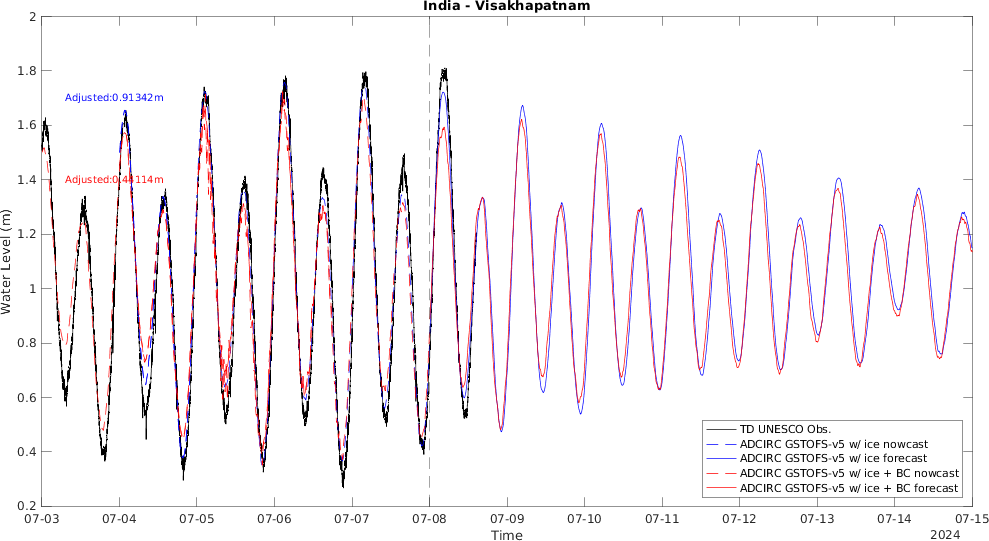 India - Visakhapatnam
Water Level (m)
2
1.8
1.6
1.4
1.2
1
0.8
0.6
0.4
0.2
Adjusted:0.91342m
Adjusted:0.44114m
TD UNESCO Obs.
ADCIRC GSTOFS-v5 w/ ice nowcast
ADCIRC GSTOFS-v5 w/ ice forecast
ADCIRC GSTOFS-v5 w/ ice + BC nowcast
ADCIRC GSTOFS-v5 w/ ice + BC forecast
07-03 07-04 07-05 07-06 07-07 07-08 07-09 07-10 07-11 07-12 07-13 07-14 07-15
Time
2024